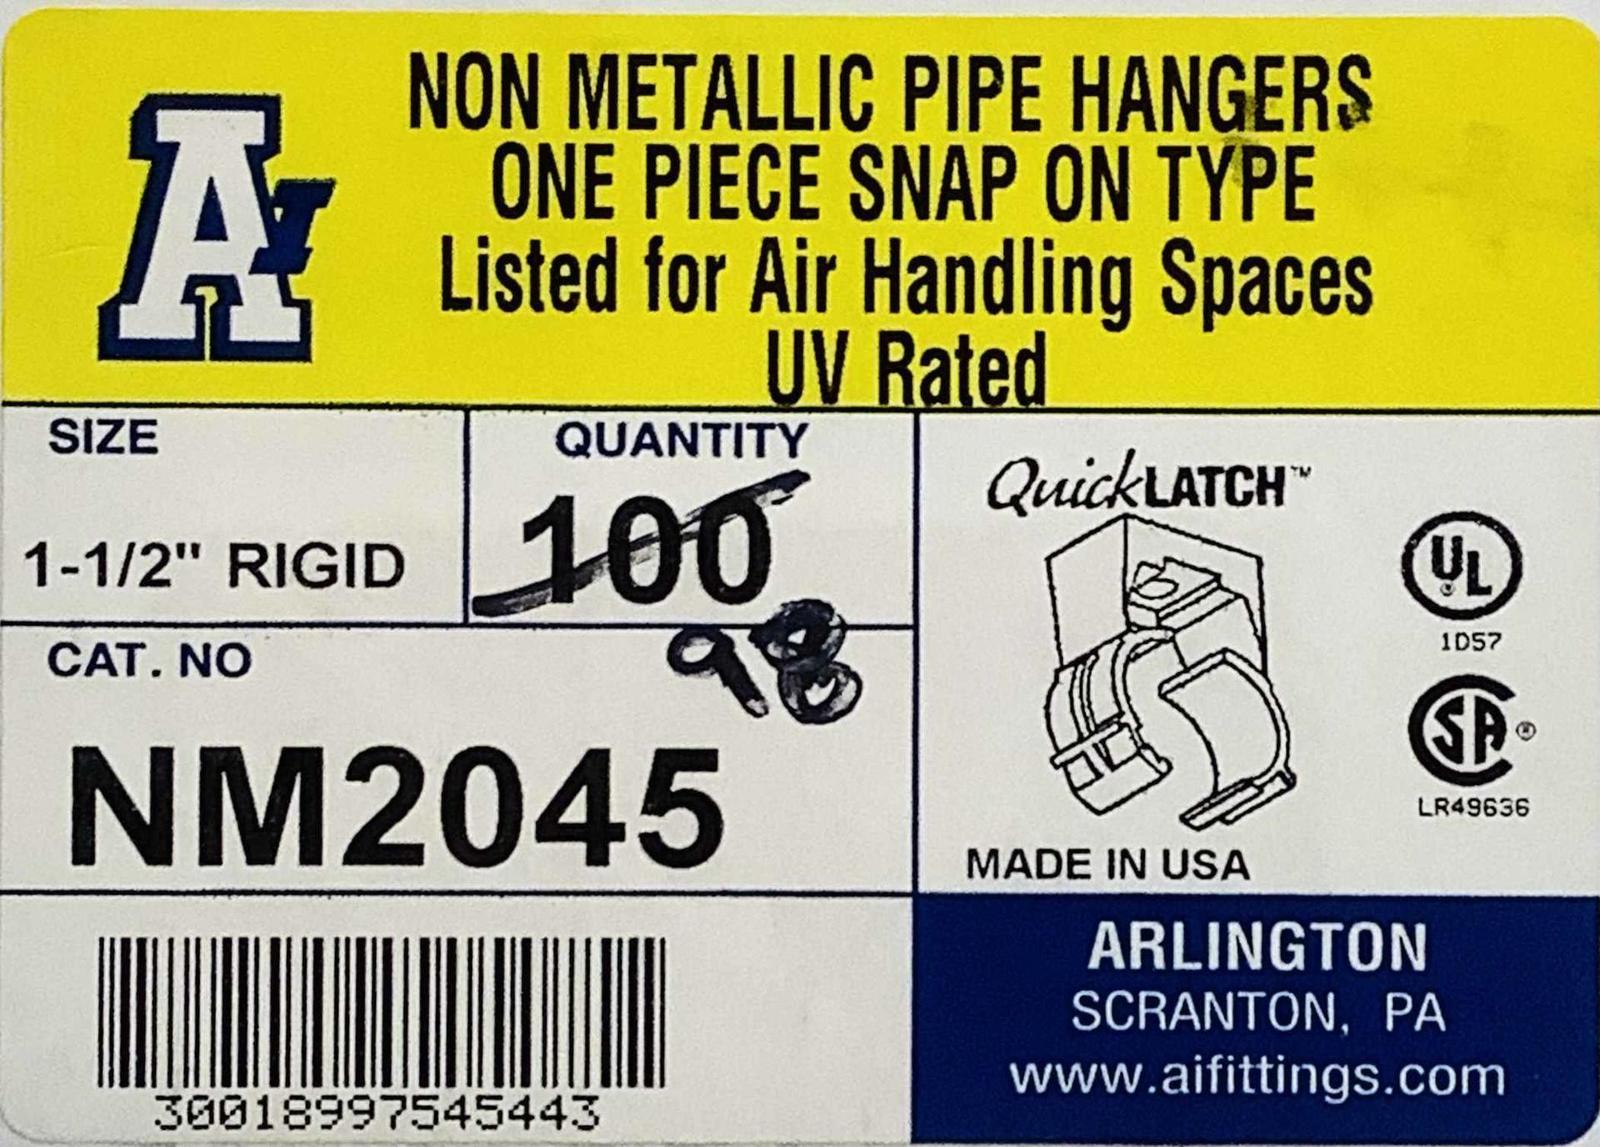 A
NON METALLIC PIPE HANGERS
ONE PIECE SNAP ON TYPE
Listed for Air Handling Spaces
UV Rated
SIZE
1-1/2" RIGID
QUANTITY
100
98
CAT. NO
NM2045
QuickLATCH™
UL®
1D57
SA®
LR49636
MADE IN USA
30018997545443
ARLINGTON
SCRANTON, PA
www.aifittings.com